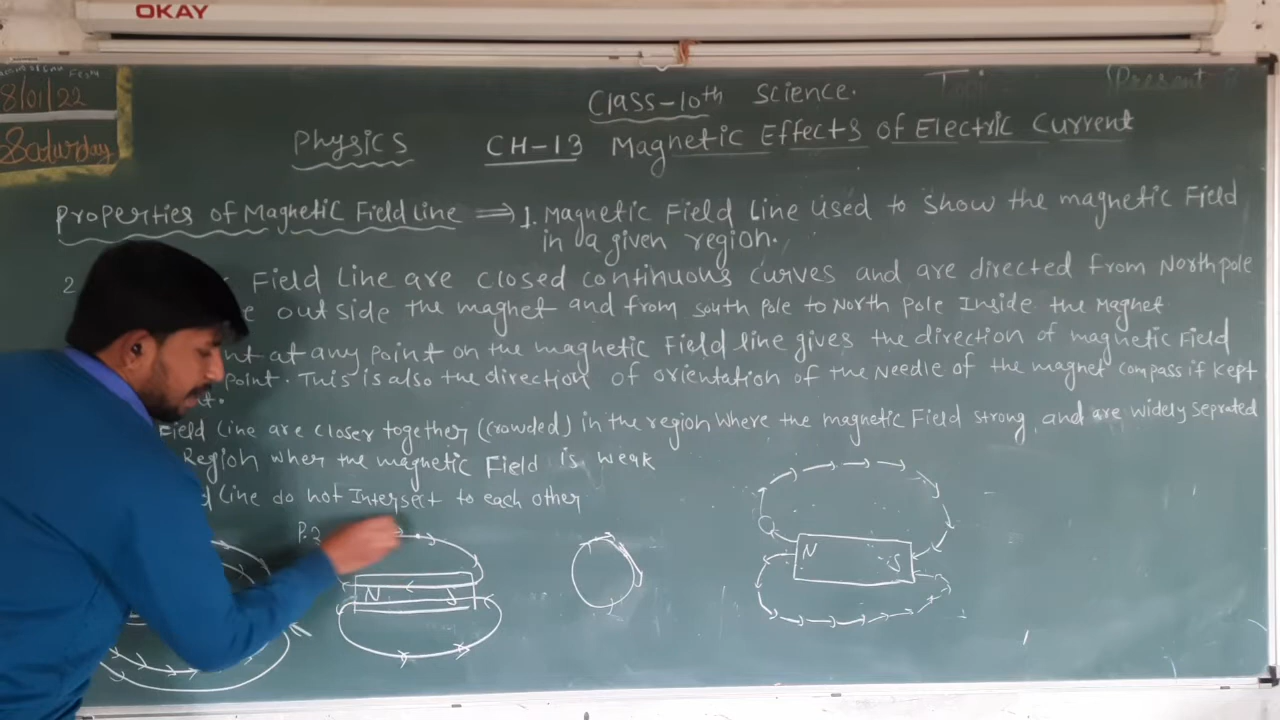 OKAY
8/01/22
Saturday
Class-10th Science.
Physics CH-13 Magnetic Effects of Electric Current
Present
Properties of Magnetic Field Line ⇒ 1. Magnetic Field Line used to show the magnetic Field
in a given region.
2 Field Line are closed continuous curves and are directed from North pole
out side the magnet and from south pole to North pole Inside the Magnet
at any point on the magnetic Field line gives the direction of magnetic Field
point. This is also the direction of orientation of the Needle of the magnet compass if kept
Field Line are closer together (crowded) in the region where the magnetic Field strong, and are widely seprated
Region wher the magnetic Field is weak
Line do not Intersect to each other
P.2
N S
N S